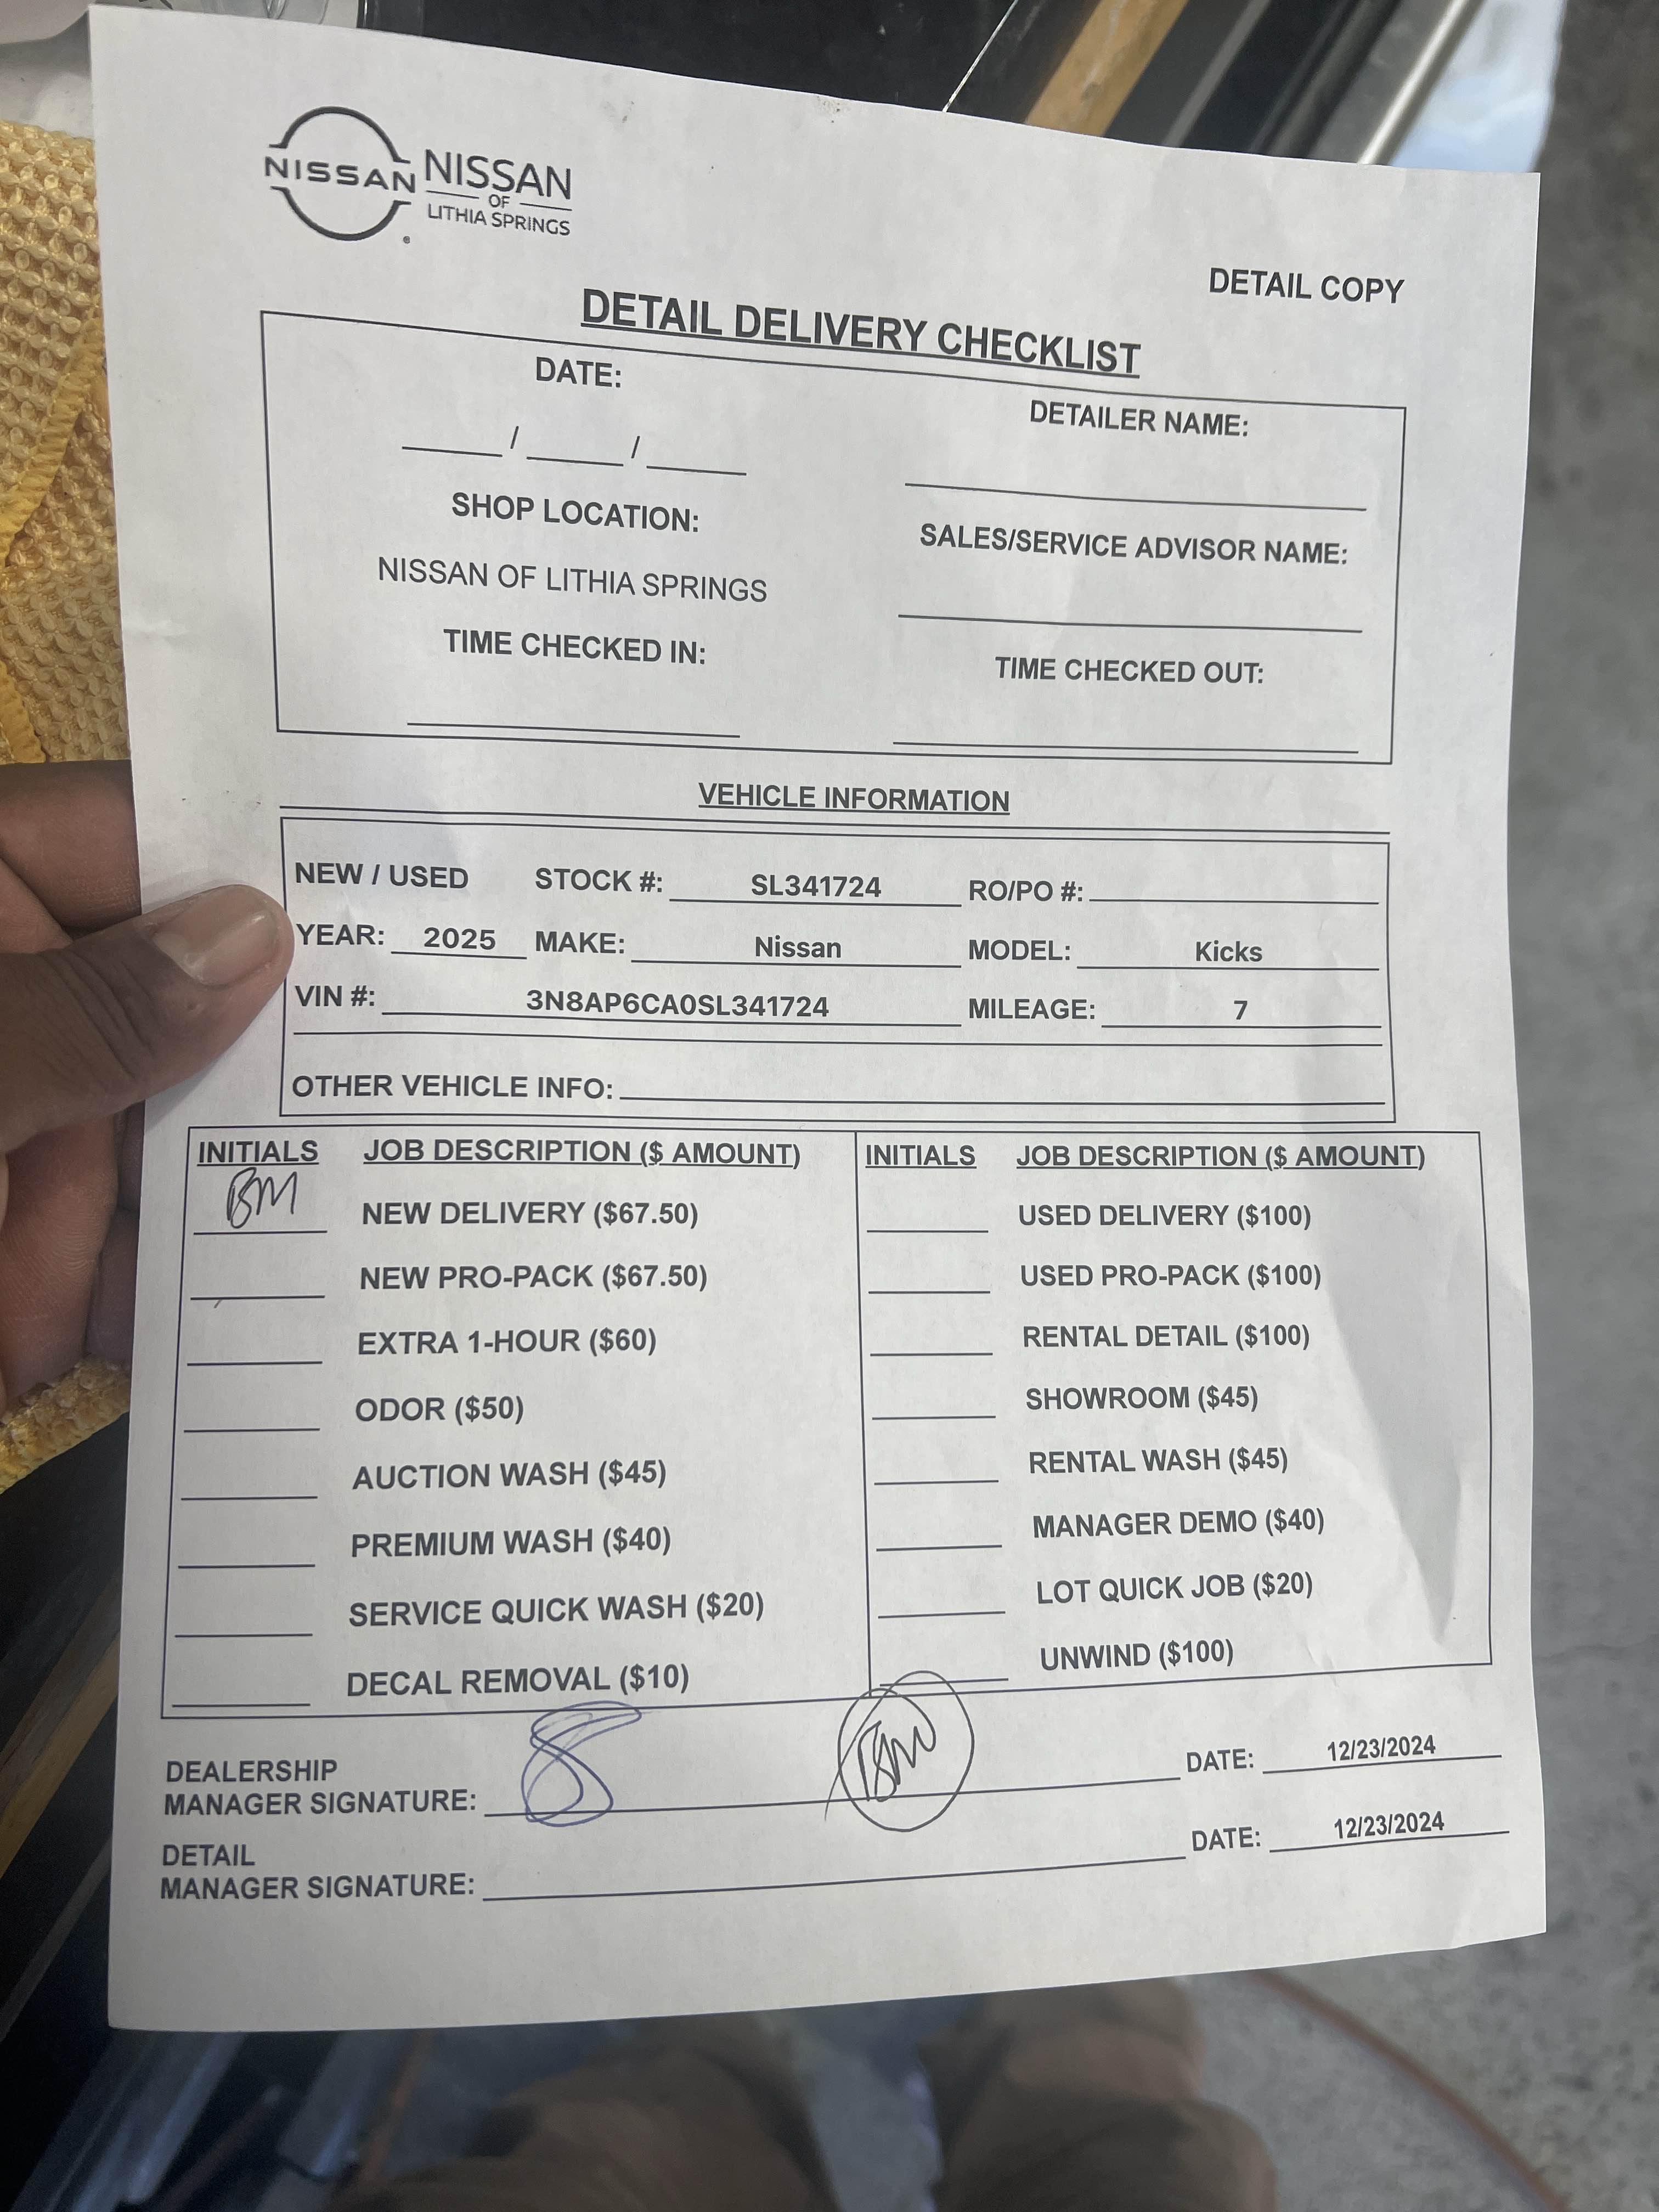 NISSAN NISSAN
OF
LITHIA SPRINGS
DETAIL COPY
DETAIL DELIVERY CHECKLIST
DATE:
/ /
DETAILER NAME:
SHOP LOCATION:
NISSAN OF LITHIA SPRINGS
SALES/SERVICE ADVISOR NAME:
TIME CHECKED IN:
TIME CHECKED OUT:
VEHICLE INFORMATION
NEW / USED STOCK #: SL341724 RO/PO #:
YEAR: 2025 MAKE: Nissan MODEL: Kicks
VIN #: 3N8AP6CA0SL341724 MILEAGE: 7
OTHER VEHICLE INFO:
INITIALS JOB DESCRIPTION ($ AMOUNT)
BM NEW DELIVERY ($67.50)
NEW PRO-PACK ($67.50)
EXTRA 1-HOUR ($60)
ODOR ($50)
AUCTION WASH ($45)
PREMIUM WASH ($40)
SERVICE QUICK WASH ($20)
DECAL REMOVAL ($10)
INITIALS JOB DESCRIPTION ($ AMOUNT)
USED DELIVERY ($100)
USED PRO-PACK ($100)
RENTAL DETAIL ($100)
SHOWROOM ($45)
RENTAL WASH ($45)
MANAGER DEMO ($40)
LOT QUICK JOB ($20)
UNWIND ($100)
DEALERSHIP
MANAGER SIGNATURE: BM DATE: 12/23/2024
DETAIL
MANAGER SIGNATURE: DATE: 12/23/2024